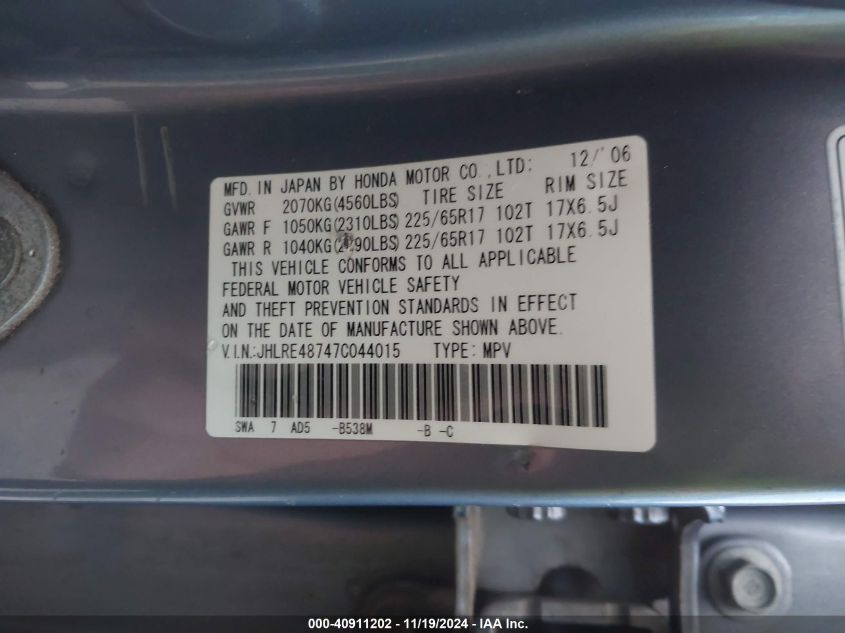 MFD. IN JAPAN BY HONDA MOTOR CO.,LTD: 12/'06
GVWR 2070KG(4560LBS) TIRE SIZE RIM SIZE
GAWR F 1050KG(2310LBS) 225/65R17 102T 17X6.5J
GAWR R 225/65R17 102T 17X6.5J
THIS VEHICLE CONFORMS TO ALL APPLICABLE
FEDERAL MOTOR VEHICLE SAFETY
AND THEFT PREVENTION STANDARDS IN EFFECT
ON THE DATE OF MANUFACTURE SHOWN ABOVE.
V.I.N.:JHLRE48747C044015 TYPE: MPV
SWA 7 AD5 -B538M -B -C
000-40911202 - 11/19/2024 - IAA Inc.